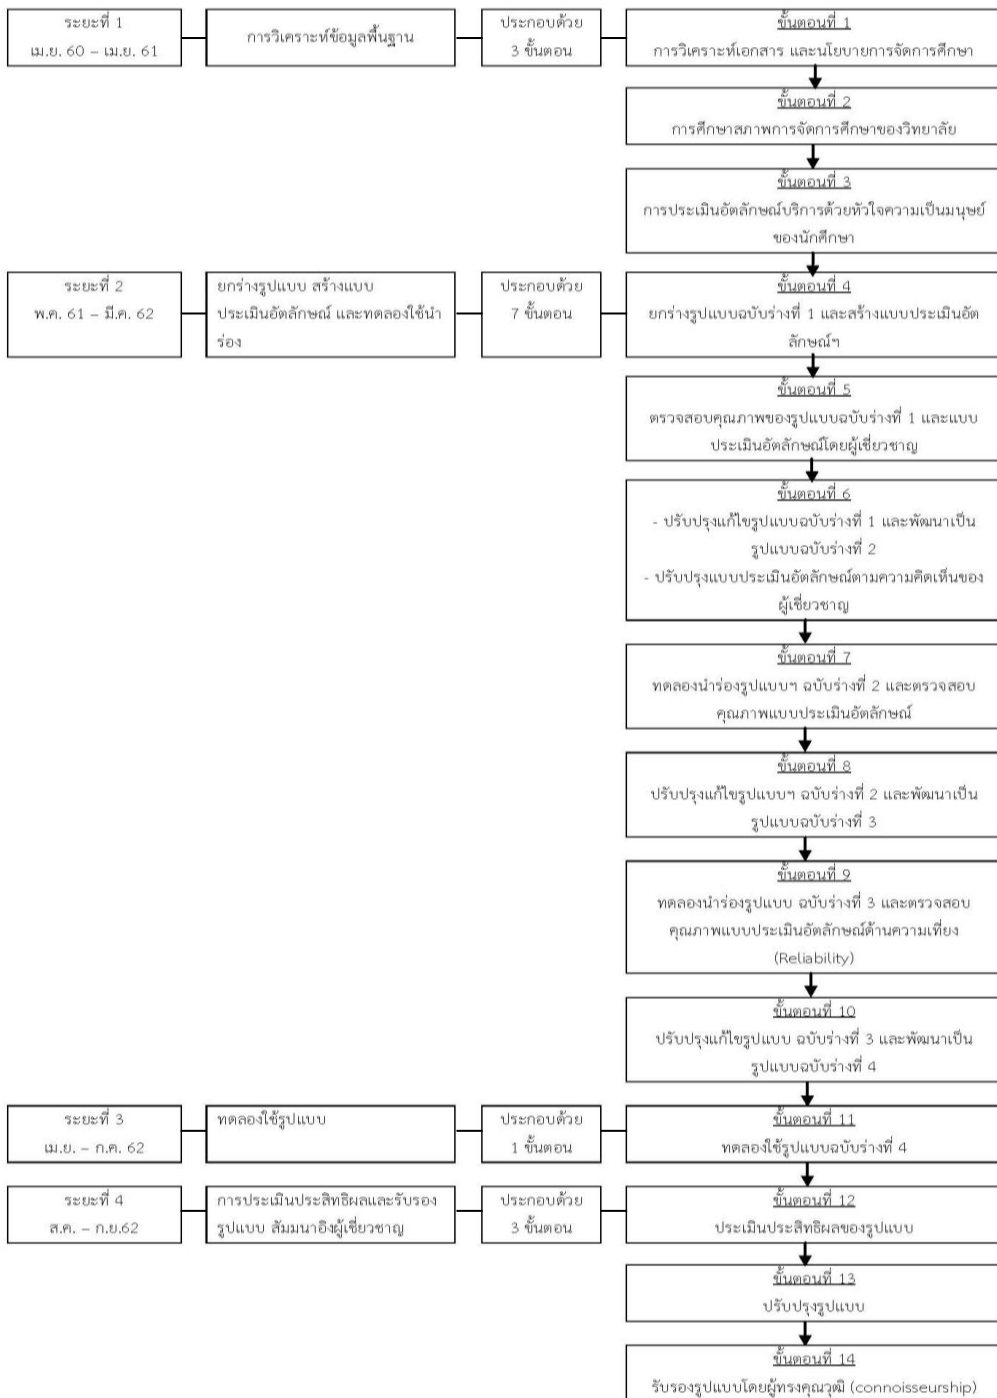 ระยะที่ 1
เม.ย. 60 – เม.ย. 61
การวิเคราะห์ข้อมูลพื้นฐาน
ประกอบด้วย
3 ขั้นตอน
ขั้นตอนที่ 1
การวิเคราะห์เอกสาร และนโยบายการจัดการศึกษา
ขั้นตอนที่ 2
การศึกษาสภาพการจัดการศึกษาของวิทยาลัย
ขั้นตอนที่ 3
การประเมินอัตลักษณ์บริการด้วยหัวใจความเป็นมนุษย์
ของนักศึกษา
ระยะที่ 2
พ.ค. 61 – มี.ค. 62
ยกร่างรูปแบบ สร้างแบบ
ประเมินอัตลักษณ์ และทดลองใช้นำ
ร่อง
ประกอบด้วย
7 ขั้นตอน
ขั้นตอนที่ 4
ยกร่างรูปแบบฉบับร่างที่ 1 และสร้างแบบประเมินอัต
ลักษณ์ฯ
ขั้นตอนที่ 5
ตรวจสอบคุณภาพของรูปแบบฉบับร่างที่ 1 และแบบ
ประเมินอัตลักษณ์โดยผู้เชี่ยวชาญ
ขั้นตอนที่ 6
- ปรับปรุงแก้ไขรูปแบบฉบับร่างที่ 1 และพัฒนาเป็น
รูปแบบฉบับร่างที่ 2
- ปรับปรุงแบบประเมินอัตลักษณ์ตามความคิดเห็นของ
ผู้เชี่ยวชาญ
ขั้นตอนที่ 7
ทดลองนำร่องรูปแบบฯ ฉบับร่างที่ 2 และตรวจสอบ
คุณภาพแบบประเมินอัตลักษณ์
ขั้นตอนที่ 8
ปรับปรุงแก้ไขรูปแบบฯ ฉบับร่างที่ 2 และพัฒนาเป็น
รูปแบบฉบับร่างที่ 3
ขั้นตอนที่ 9
ทดลองนำร่องรูปแบบ ฉบับร่างที่ 3 และตรวจสอบ
คุณภาพแบบประเมินอัตลักษณ์ด้านความเที่ยง
(Reliability)
ขั้นตอนที่ 10
ปรับปรุงแก้ไขรูปแบบ ฉบับร่างที่ 3 และพัฒนาเป็น
รูปแบบฉบับร่างที่ 4
ระยะที่ 3
เม.ย. – ก.ค. 62
ทดลองใช้รูปแบบ
ประกอบด้วย
1 ขั้นตอน
ขั้นตอนที่ 11
ทดลองใช้รูปแบบฉบับร่างที่ 4
ระยะที่ 4
ส.ค. – ก.ย.62
การประเมินประสิทธิผลและรับรอง
รูปแบบ สัมมนาอิงผู้เชี่ยวชาญ
ประกอบด้วย
3 ขั้นตอน
ขั้นตอนที่ 12
ประเมินประสิทธิผลของรูปแบบ
ขั้นตอนที่ 13
ปรับปรุงรูปแบบ
ขั้นตอนที่ 14
รับรองรูปแบบโดยผู้ทรงคุณวุฒิ (connoisseurship)